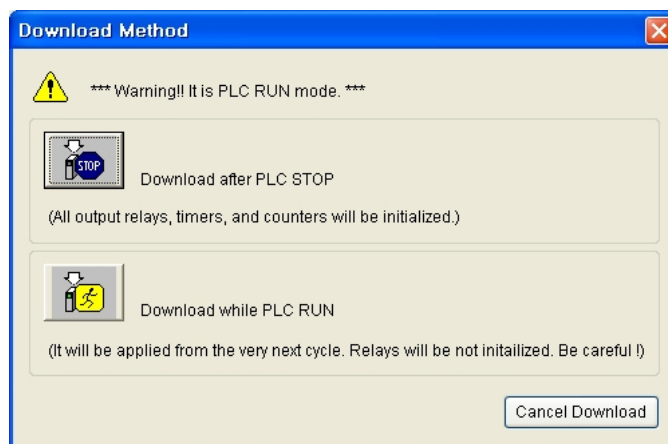 Download Method
*** Warning!! It is PLC RUN mode. ***
STOP
Download after PLC STOP
(All output relays, timers, and counters will be initialized.)
Download while PLC RUN
(It will be applied from the very next cycle. Relays will be not initailized. Be careful !)
Cancel Download